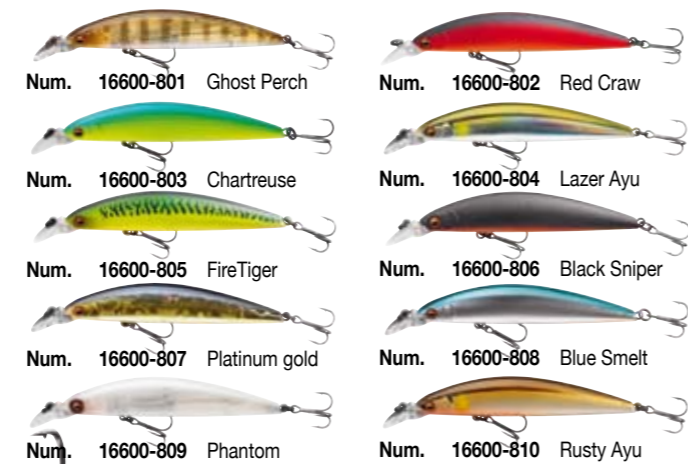 Num. 16600-801 Ghost Perch
Num. 16600-802 Red Craw
Num. 16600-803 Chartreuse
Num. 16600-804 Lazer Ayu
Num. 16600-805 FireTiger
Num. 16600-806 Black Sniper
Num. 16600-807 Platinum gold
Num. 16600-808 Blue Smelt
Num. 16600-809 Phantom
Num. 16600-810 Rusty Ayu